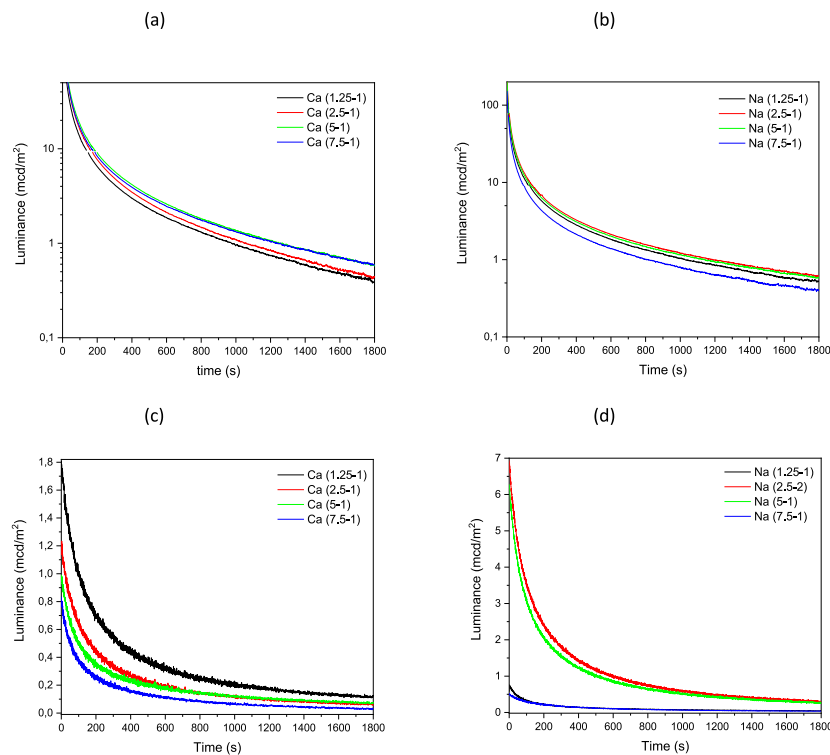 (a)
(b)
Ca (1.25-1)
Ca (2.5-1)
Ca (5-1)
Ca (7.5-1)
10
1
0,1
Luminance (mcd/m²)
0 200 400 600 800 1000 1200 1400 1600 1800
time (s)
Na (1.25-1)
Na (2.5-1)
Na (5-1)
Na (7.5-1)
100
10
1
0,1
Luminance (mcd/m²)
0 200 400 600 800 1000 1200 1400 1600 1800
Time (s)
(c)
(d)
Ca (1.25-1)
Ca (2.5-1)
Ca (5-1)
Ca (7.5-1)
1,8
1,6
1,4
1,2
1,0
0,8
0,6
0,4
0,2
0,0
Luminance (mcd/m²)
0 200 400 600 800 1000 1200 1400 1600 1800
Time (s)
Na (1.25-1)
Na (2.5-2)
Na (5-1)
Na (7.5-1)
7
6
5
4
3
2
1
0
Luminance (mcd/m²)
0 200 400 600 800 1000 1200 1400 1600 1800
Time (s)